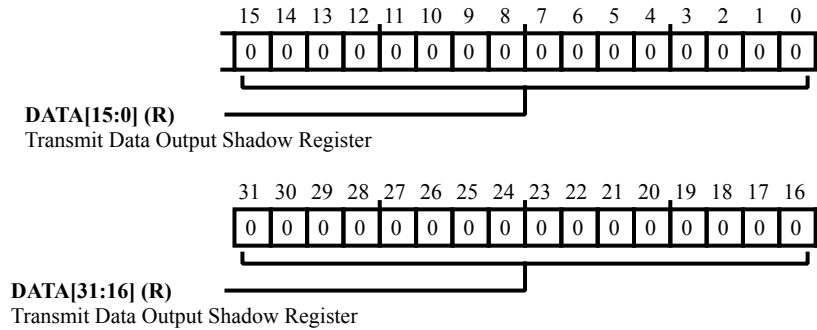 15 14 13 12 11 10 9 8 7 6 5 4 3 2 1 0
0 0 0 0 0 0 0 0 0 0 0 0 0 0 0 0
DATA[15:0] (R)
Transmit Data Output Shadow Register
31 30 29 28 27 26 25 24 23 22 21 20 19 18 17 16
0 0 0 0 0 0 0 0 0 0 0 0 0 0 0 0
DATA[31:16] (R)
Transmit Data Output Shadow Register